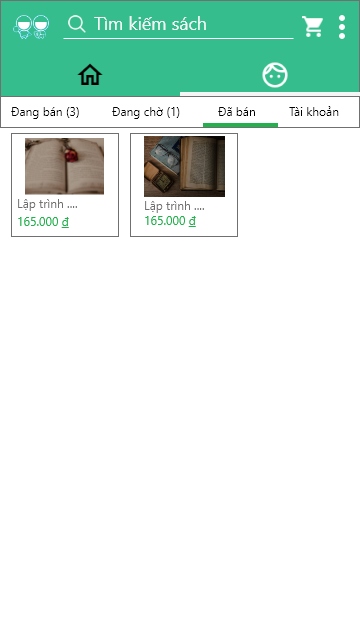 Tìm kiếm sách
Đang bán (3) Đang chờ (1) Đã bán Tài khoản
Lập trình .... Lập trình ....
165.000 ₫ 165.000 ₫